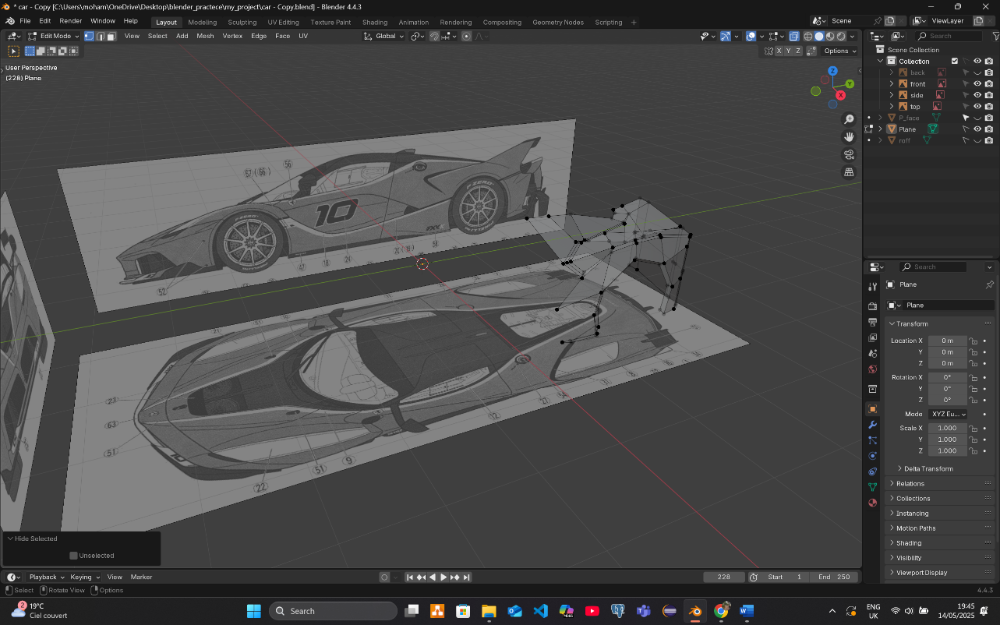 * car - Copy [C:\Users\moham\OneDrive\Desktop\blender_practece\my_project\car - Copy.blend] - Blender 4.4.3
File Edit Render Window Help
Layout Modeling Sculpting UV Editing Texture Paint Shading Animation Rendering Compositing Geometry Nodes Scripting +
Scene
ViewLayer
Edit Mode View Select Add Mesh Vertex Edge Face UV
Global
X Y Z
Options
Search
User Perspective
(228) Plane
Z
Y
X
Scene Collection
Collection
back
front
side
top
P_face
Plane
roff
Search
Plane
Plane
Transform
Location X 0 m
Y 0 m
Z 0 m
Rotation X 0°
Y 0°
Z 0°
Mode XYZ Eu...
Scale X 1.000
Y 1.000
Z 1.000
Delta Transform
Relations
Collections
Instancing
Motion Paths
Shading
Visibility
Viewport Display
56
10
P ZERO
47
18
24
52
23
63
51
10
22
51
9
12
Hide Selected
Unselected
Playback Keying View Marker
228
Start 1
End 250
Select Rotate View Options
4.4.3
2
19°C
Ciel couvert
Search
ENG
UK
19:45
14/05/2025